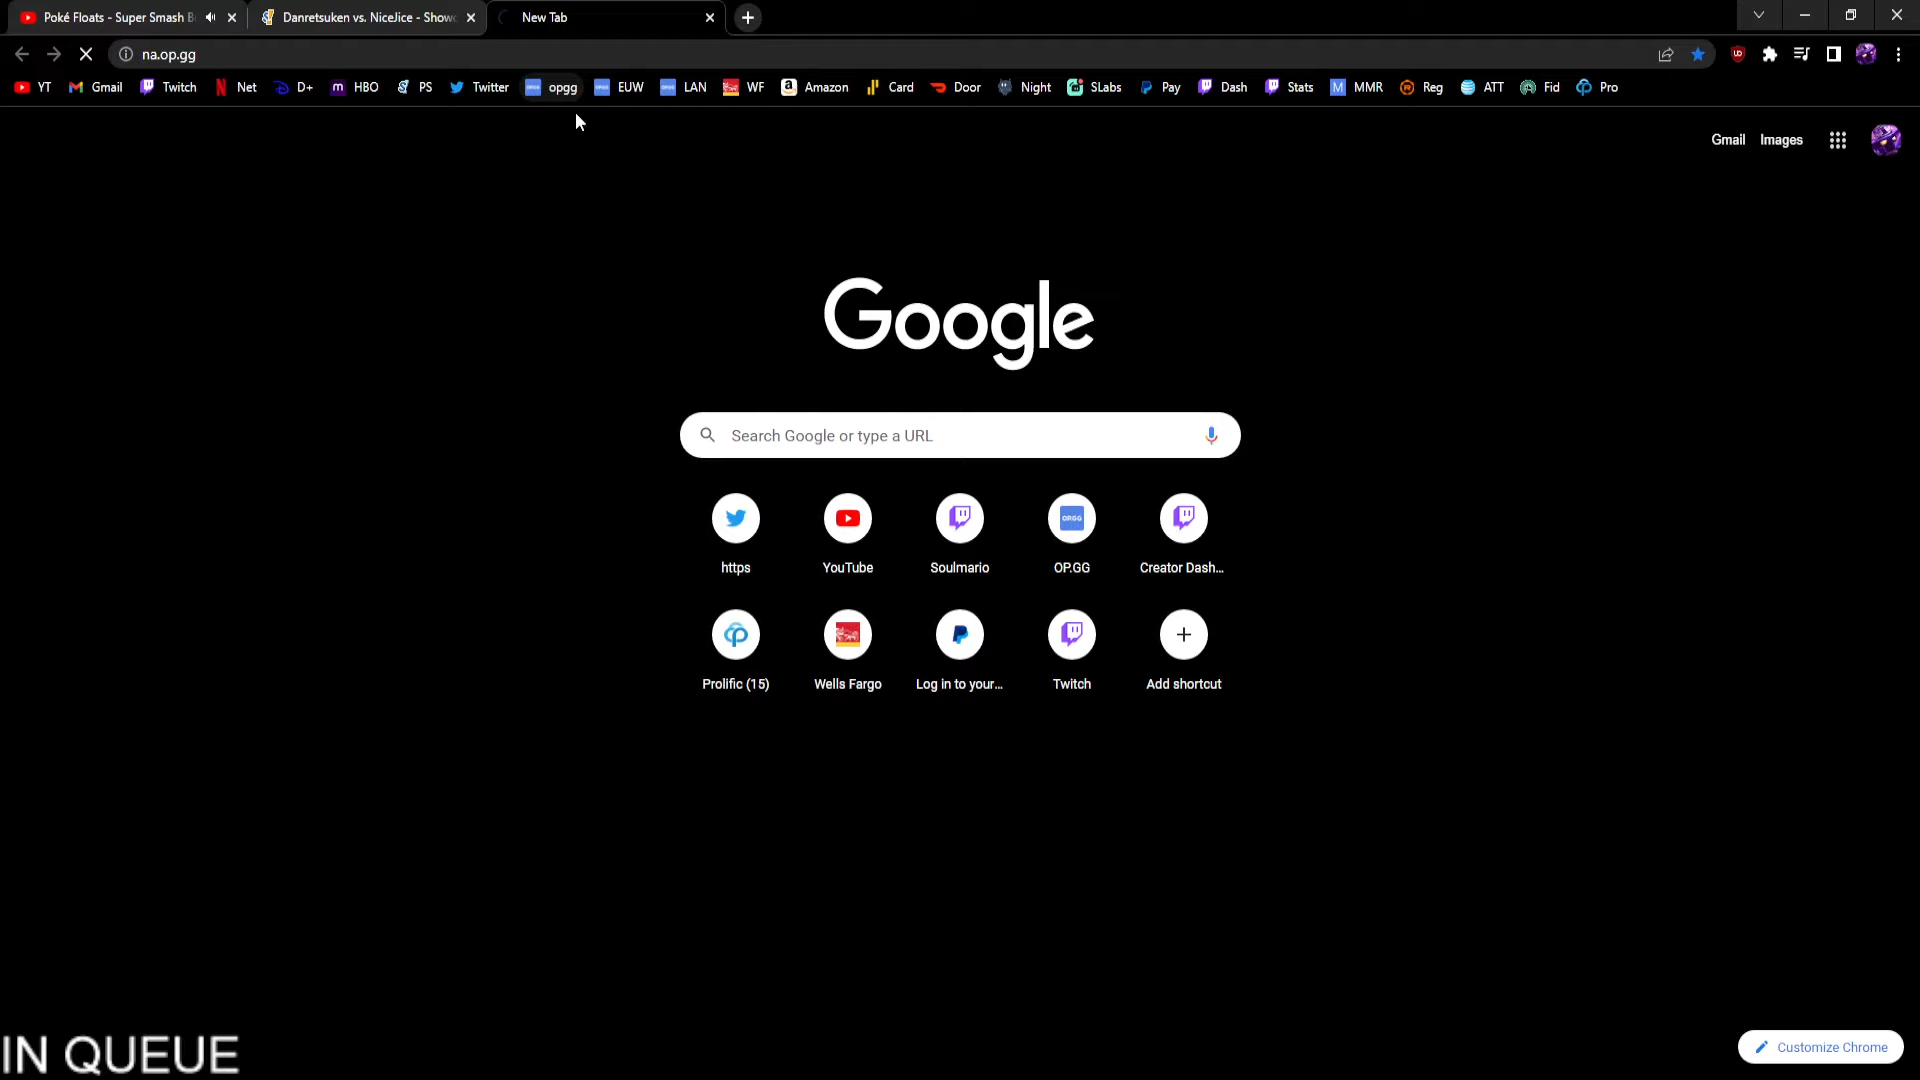 Poké Floats - Super Smash B
Danretsuken vs. NiceJice - Showd
New Tab
na.op.gg
YT
Gmail
Twitch
Net
D+
HBO
PS
Twitter
opgg
EUW
LAN
WF
Amazon
Card
Door
Night
SLabs
Pay
Dash
Stats
MMR
Reg
ATT
Fid
Pro
Gmail
Images
Google
Search Google or type a URL
https
YouTube
Soulmario
OP.GG
Creator Dash...
Prolific (15)
Wells Fargo
Log in to your...
Twitch
Add shortcut
IN QUEUE
Customize Chrome